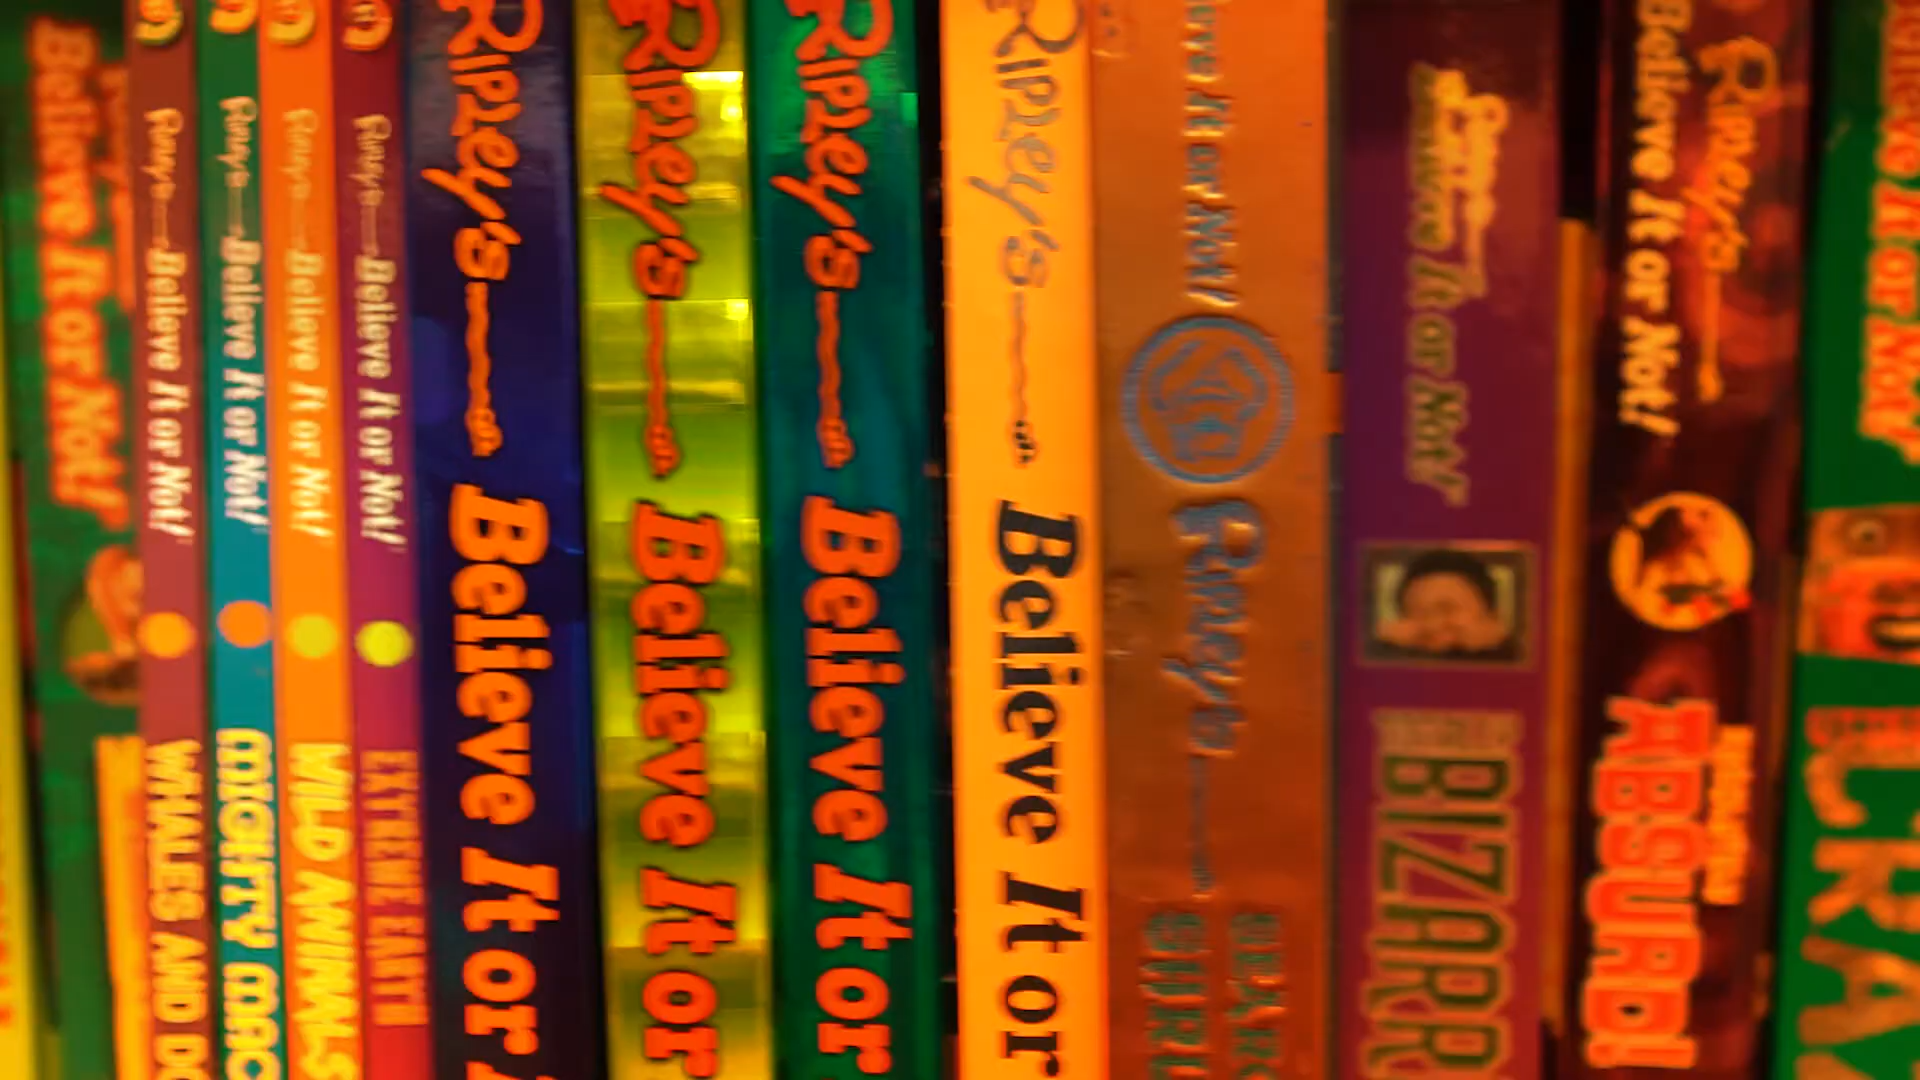 Believe It or Not!
Ripley's Believe It or Not!
WHALES AND DO
Ripley's Believe It or Not!
MIGHTY MAC
Ripley's Believe It or Not!
WILD ANIMALS
Ripley's Believe It or Not!
EXTREME EARTH
Ripley's Believe It or
Ripley's Believe It or
Ripley's Believe It or
Ripley's Believe It or
Believe It or Not!
Ripley's
Believe It or Not!
BIZARR
Ripley's
Believe It or Not!
ABSURD!
Believe It or Not!
CRA